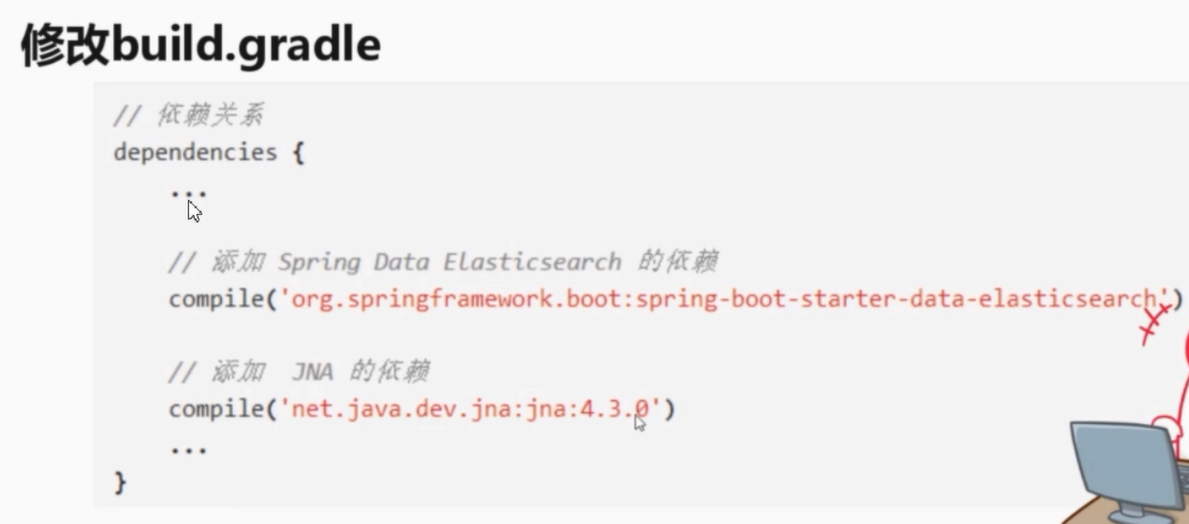 修改build.gradle
// 依赖关系
dependencies {
...
// 添加 Spring Data Elasticsearch 的依赖
compile('org.springframework.boot:spring-boot-starter-data-elasticsearch')
// 添加  JNA 的依赖
compile('net.java.dev.jna:jna:4.3.0')
...
}